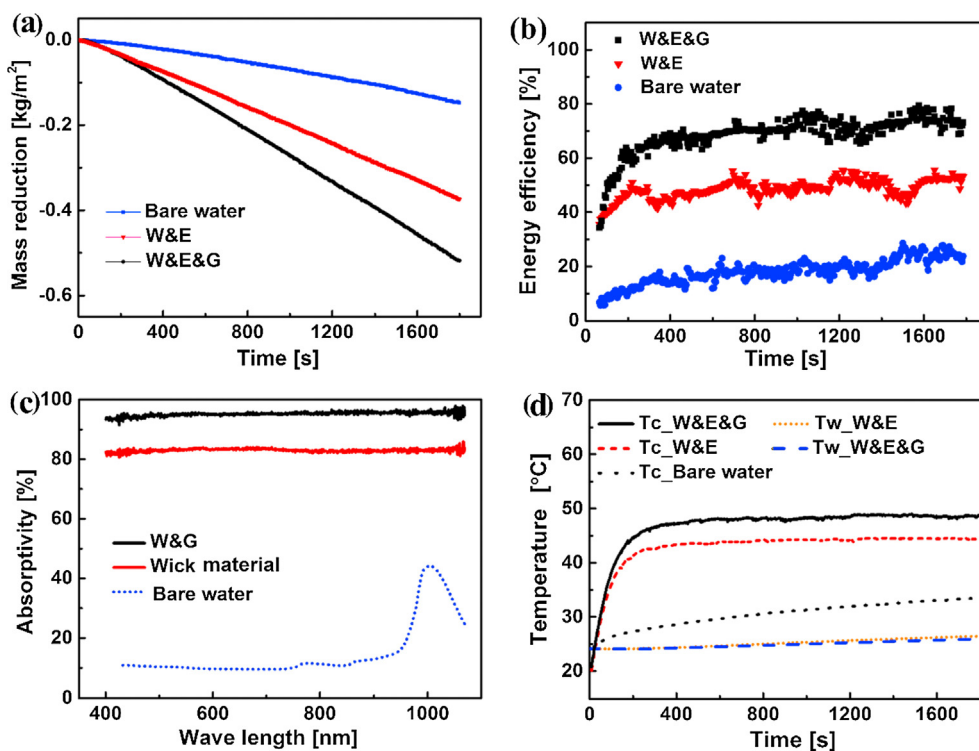 (a)
Mass reduction [kg/m²]
0.0
-0.2
-0.4
-0.6
Bare water
W&E
W&E&G
0 400 800 1200 1600
Time [s]
(b)
Energy efficiency [%]
100
80
60
40
20
0
W&E&G
W&E
Bare water
0 400 800 1200 1600
Time [s]
(c)
Absorptivity [%]
100
80
60
40
20
0
W&G
Wick material
Bare water
400 600 800 1000
Wave length [nm]
(d)
Temperature [°C]
70
60
50
40
30
20
Tc_W&E&G Tw_W&E
Tc_W&E Tw_W&E&G
Tc_Bare water
0 400 800 1200 1600
Time [s]